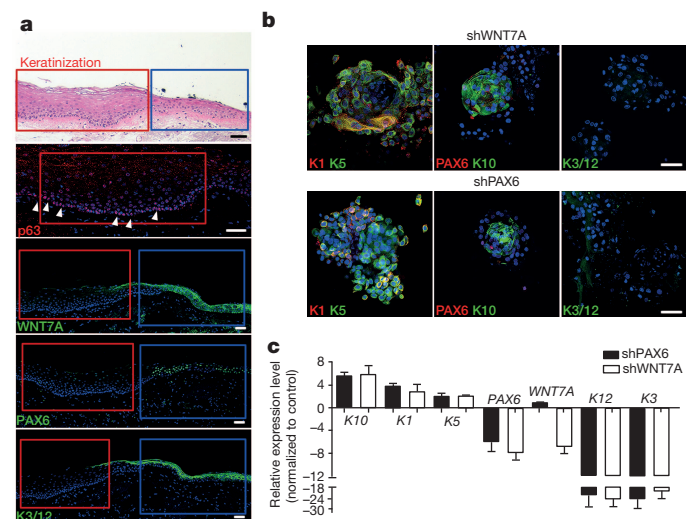 a
Keratinization
p63
WNT7A
PAX6
K3/12
b
shWNT7A
K1 K5
PAX6 K10
K3/12
shPAX6
K1 K5
PAX6 K10
K3/12
c
Relative expression level
(normalized to control)
8
4
0
-4
-8
-12
-18
-24
-30
shPAX6
shWNT7A
K10
K1
K5
PAX6
WNT7A
K12
K3